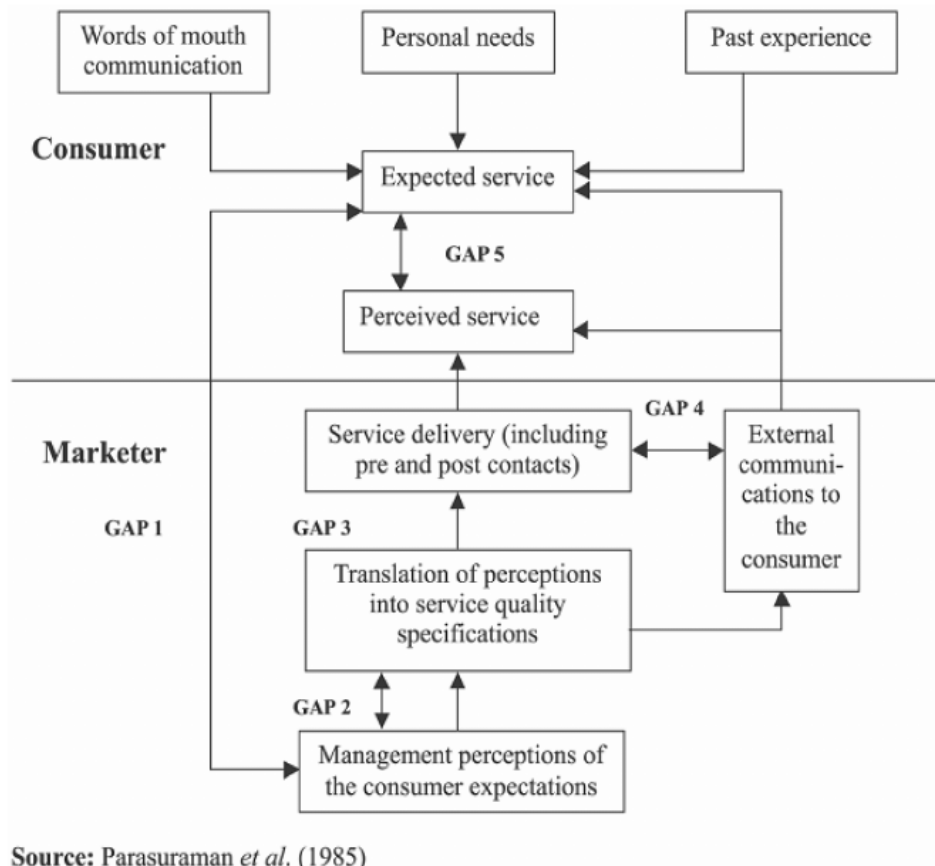 Words of mouth
communication
Personal needs
Past experience
Consumer
Expected service
GAP 5
Perceived service
GAP 4
Marketer
Service delivery (including
pre and post contacts)
External
communi-
cations to
the
consumer
GAP 1
GAP 3
Translation of perceptions
into service quality
specifications
GAP 2
Management perceptions of
the consumer expectations
Source: Parasuraman et al. (1985)